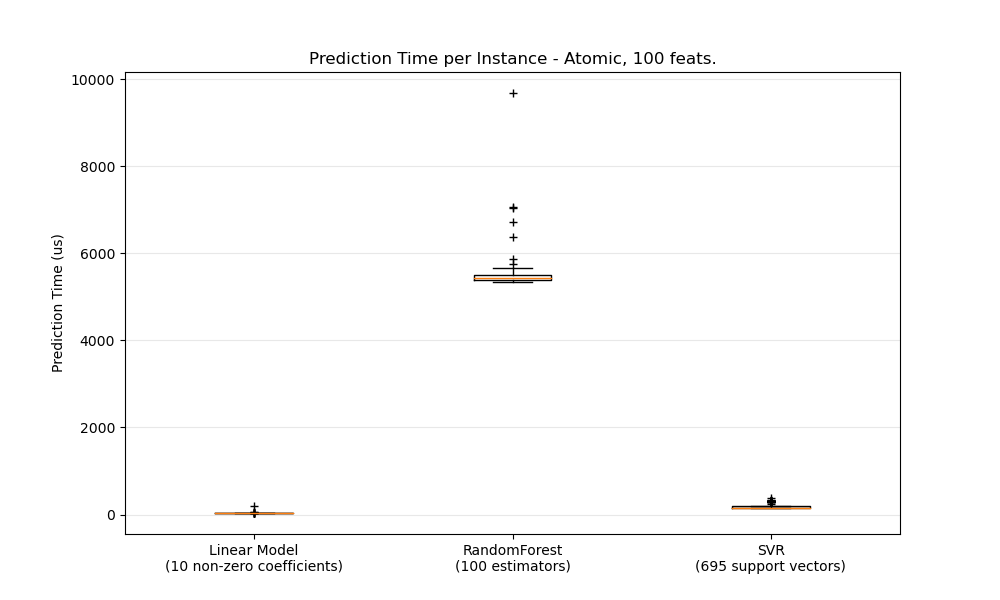 Prediction Time per Instance - Atomic, 100 feats.
Prediction Time (us)
10000
8000
6000
4000
2000
0
Linear Model
(10 non-zero coefficients)
RandomForest
(100 estimators)
SVR
(695 support vectors)